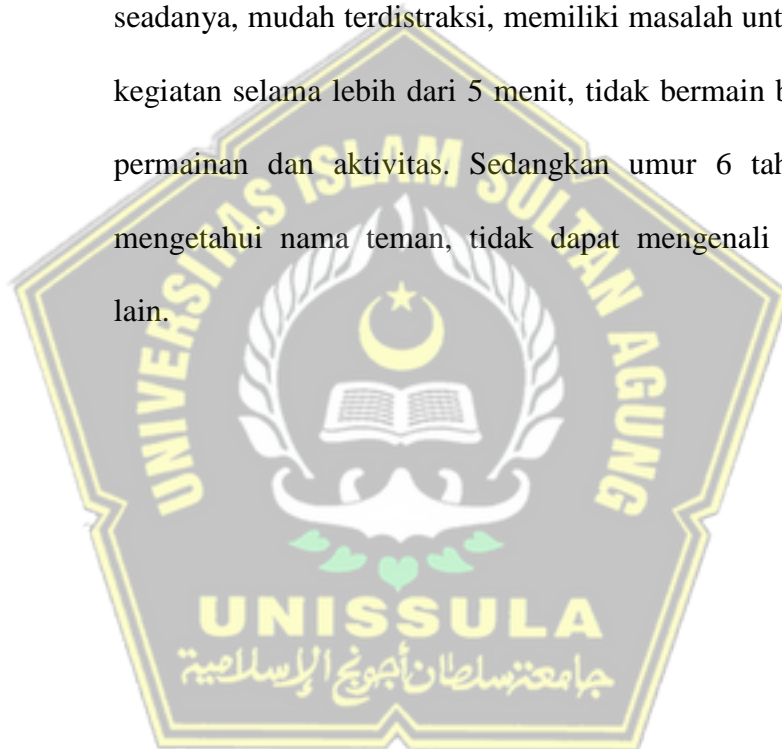 seadanya, mudah terdistraksi, memiliki masalah unt
kegiatan selama lebih dari 5 menit, tidak bermain b
permainan dan aktivitas. Sedangkan umur 6 tah
mengetahui nama teman, tidak dapat mengenali
lain.
UNIVERSITAS ISLAM SULTAN AGUNG
UNISSULA
جامعة سلطان أجونج الإسلامية